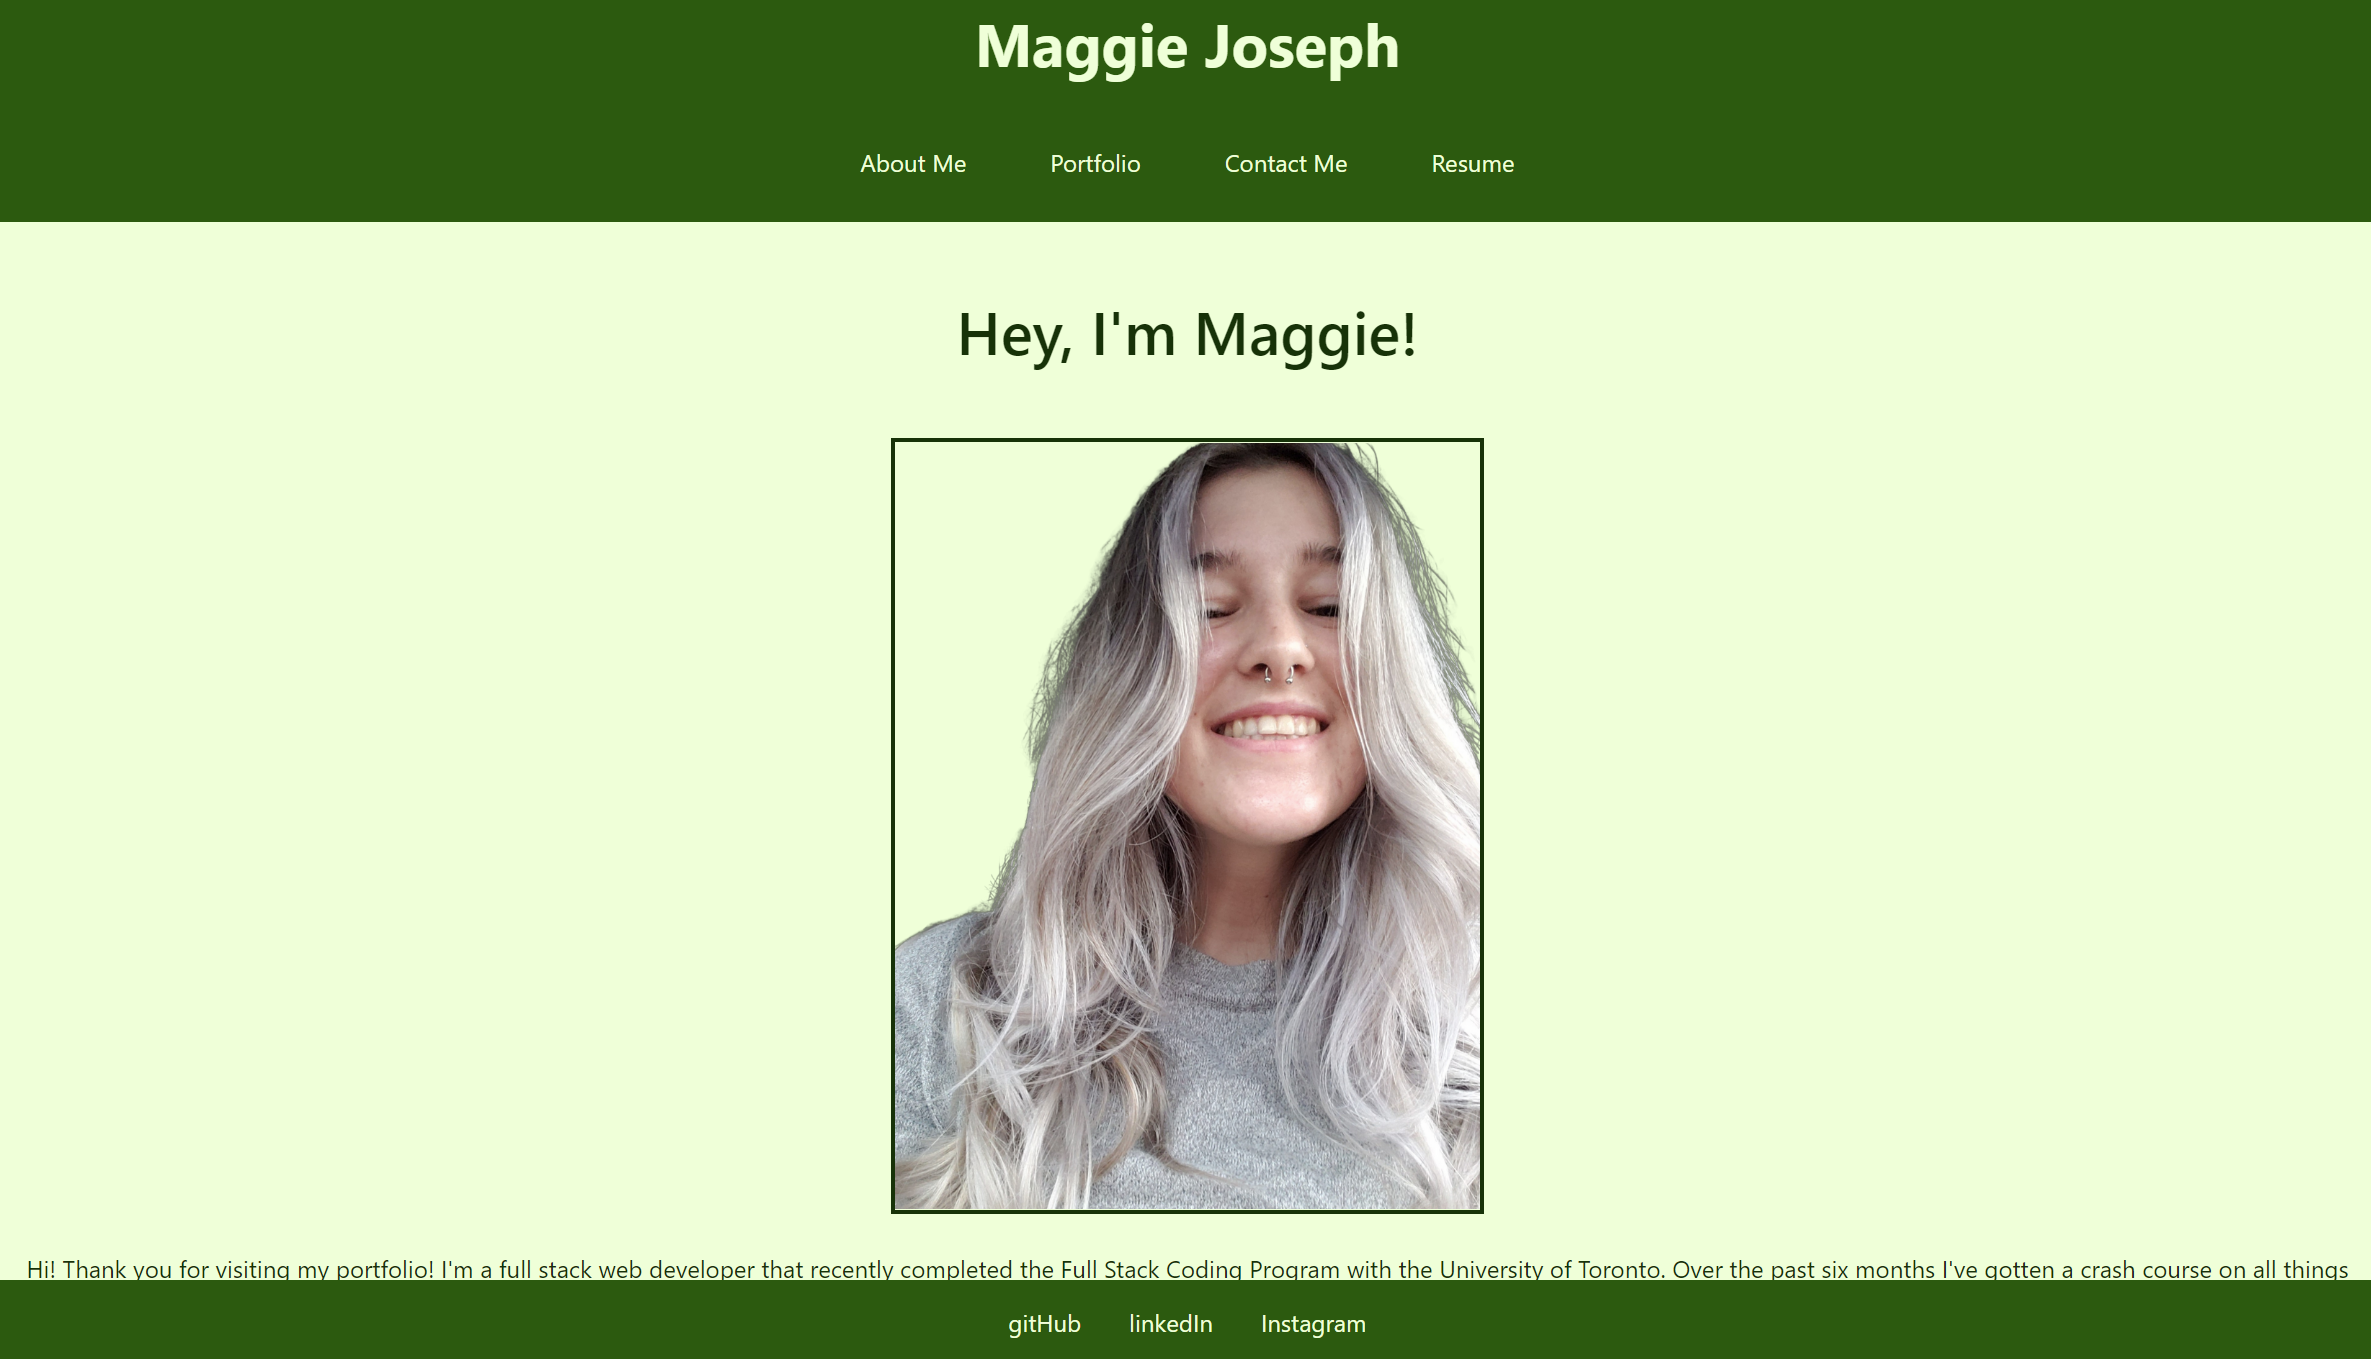 Maggie Joseph
About Me Portfolio Contact Me Resume
Hey, I'm Maggie!
Hi! Thank you for visiting my portfolio! I'm a full stack web developer that recently completed the Full Stack Coding Program with the University of Toronto. Over the past six months I've gotten a crash course on all things
gitHub linkedIn Instagram